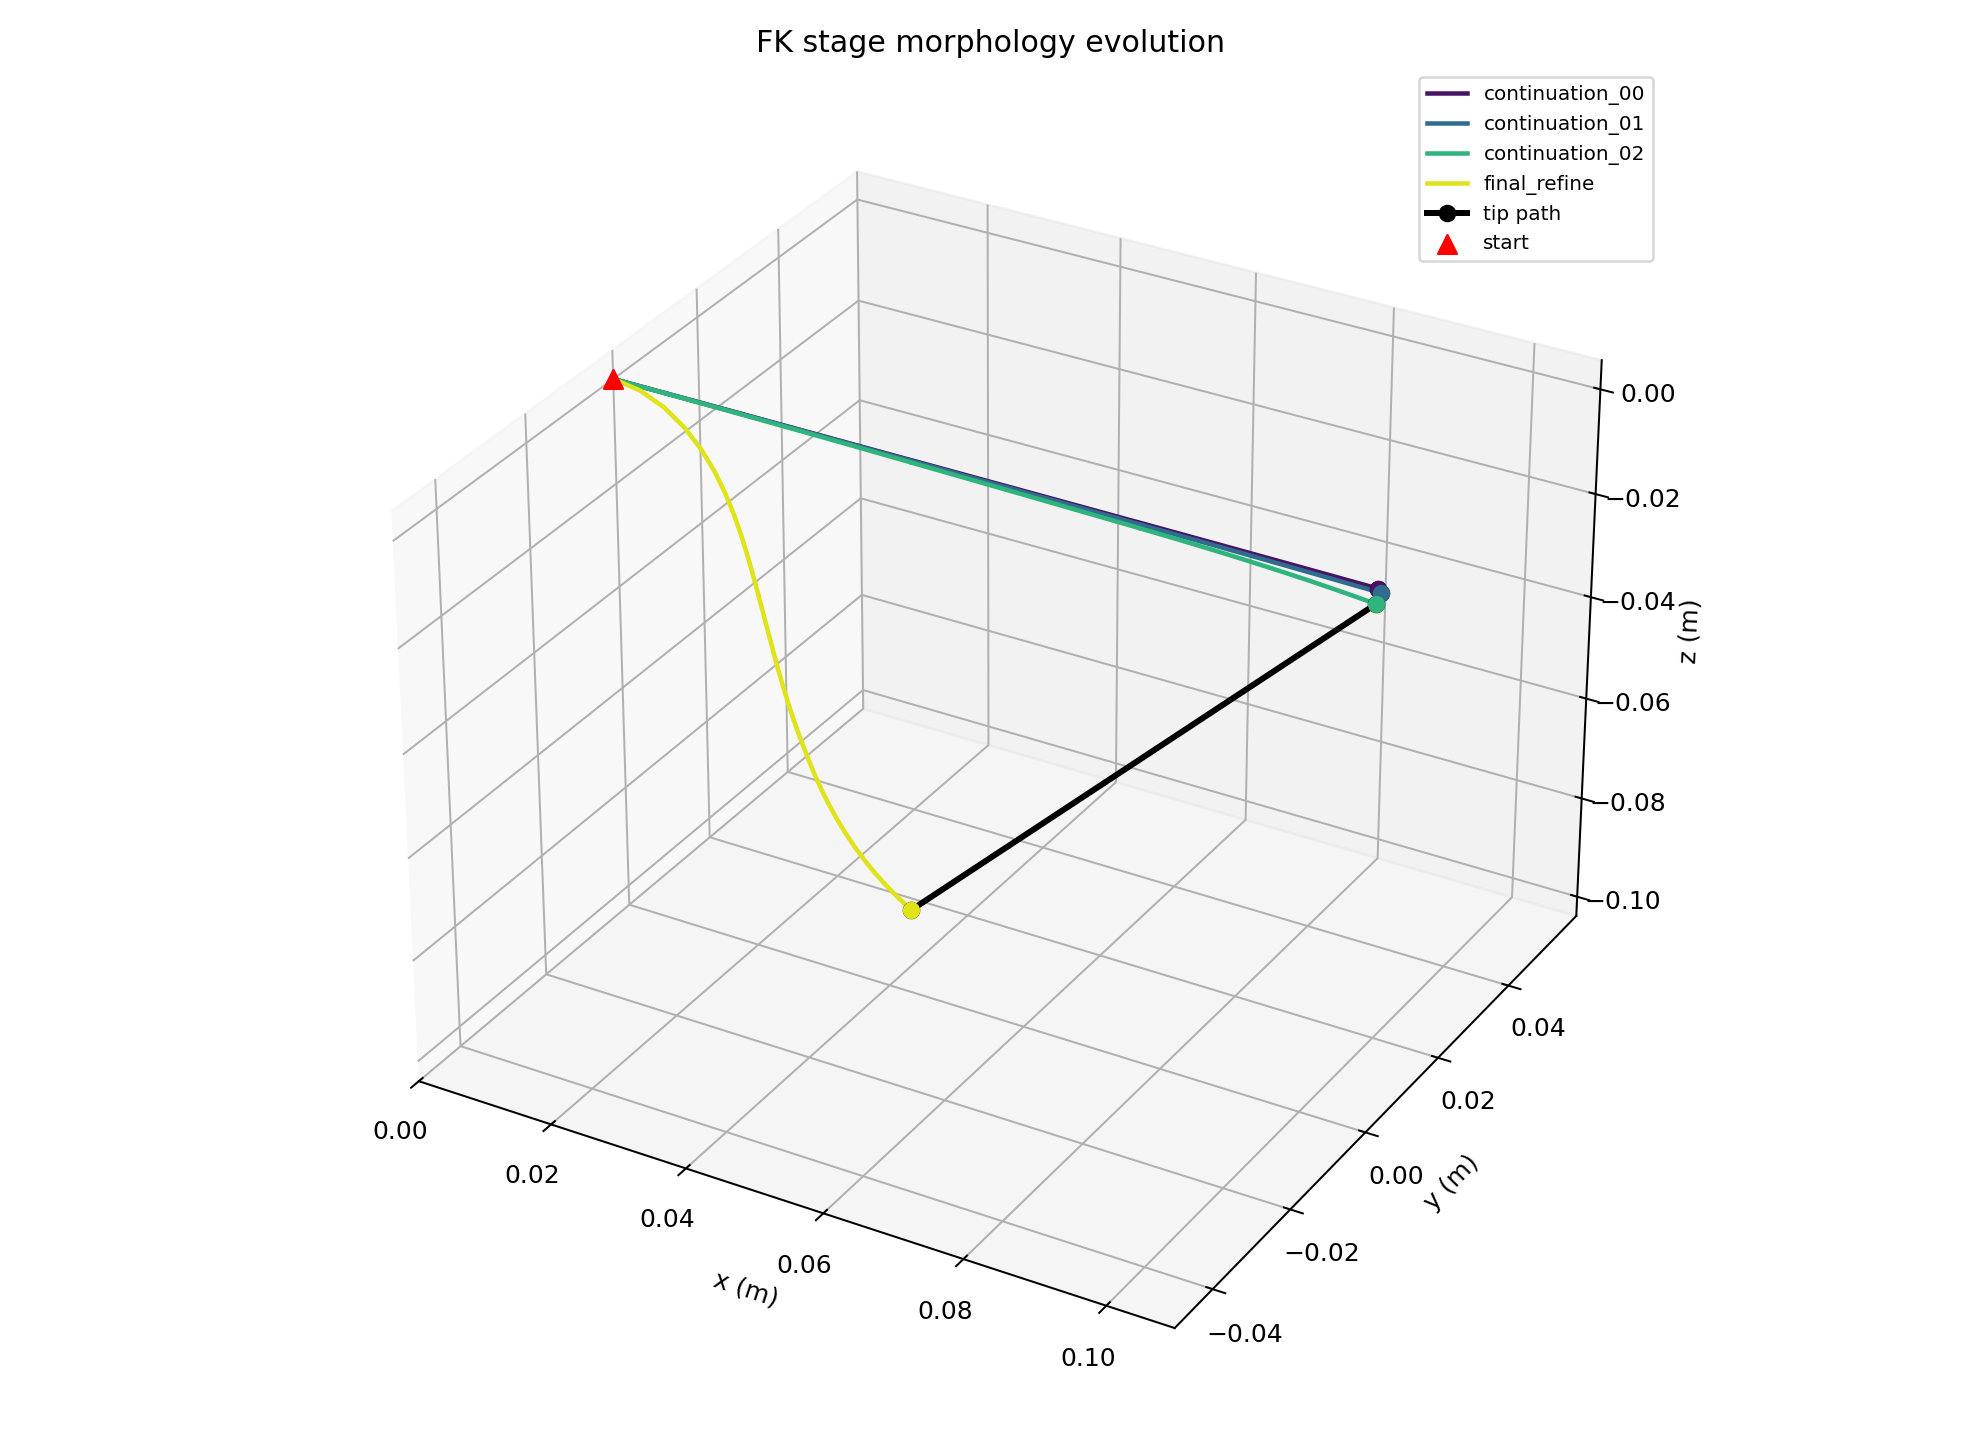 FK stage morphology evolution
continuation_00
continuation_01
continuation_02
final_refine
tip path
start
0.00
−0.02
−0.04
−0.06
−0.08
−0.10
z (m)
0.04
0.02
0.00
−0.02
−0.04
y (m)
0.00
0.02
0.04
0.06
0.08
0.10
x (m)